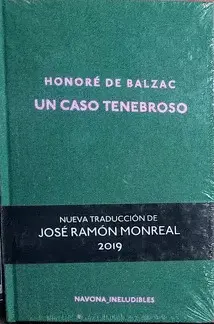 HONORÉ DE BALZAC
UN CASO TENEBROSO
NUEVA TRADUCCIÓN DE
JOSÉ RAMÓN MONREAL
2019
NAVONA_INELUDIBLES